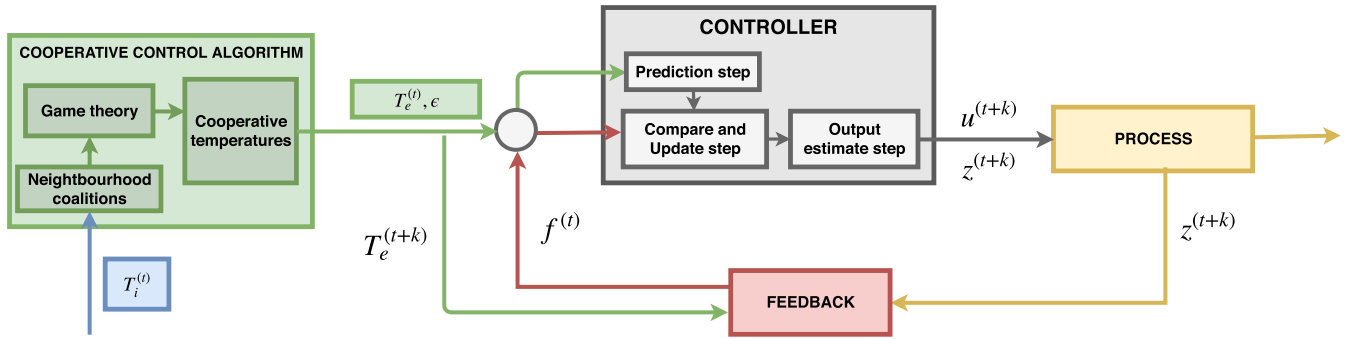 COOPERATIVE CONTROL ALGORITHM
Game theory
Cooperative
temperatures
Neighbourhood
coalitions
T_i^{(t)}
T_e^{(t)}, ϵ
CONTROLLER
Prediction step
Compare and
Update step
Output
estimate step
u^{(t+k)}
z^{(t+k)}
PROCESS
T_e^{(t+k)}
f^{(t)}
z^{(t+k)}
FEEDBACK